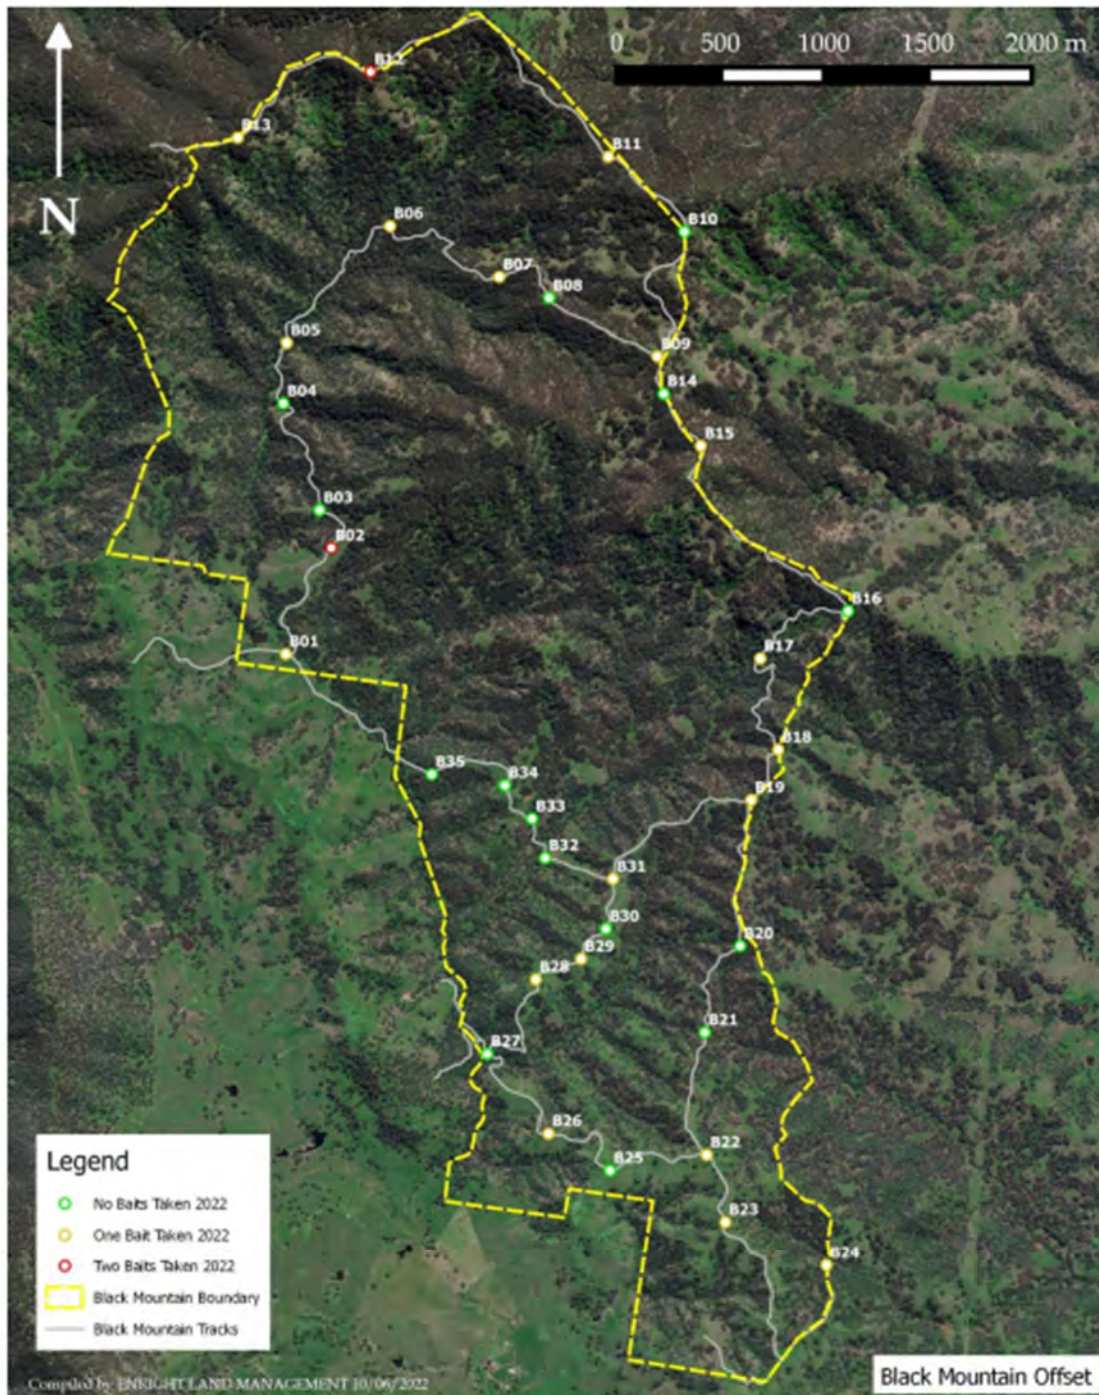 0 500 1000 1500 2000 m
N
B12
B13
B11
B10
B06
B07
B08
B05
B09
B04
B14
B15
B03
B02
B16
B01
B17
B18
B35
B34
B19
B33
B32
B31
B30
B20
B29
B28
B21
B27
B26
B22
B25
B23
B24
Legend
No Baits Taken 2022
One Bait Taken 2022
Two Baits Taken 2022
Black Mountain Boundary
Black Mountain Tracks
Compiled by ENRIGHT LAND MANAGEMENT 10/06/2022
Black Mountain Offset